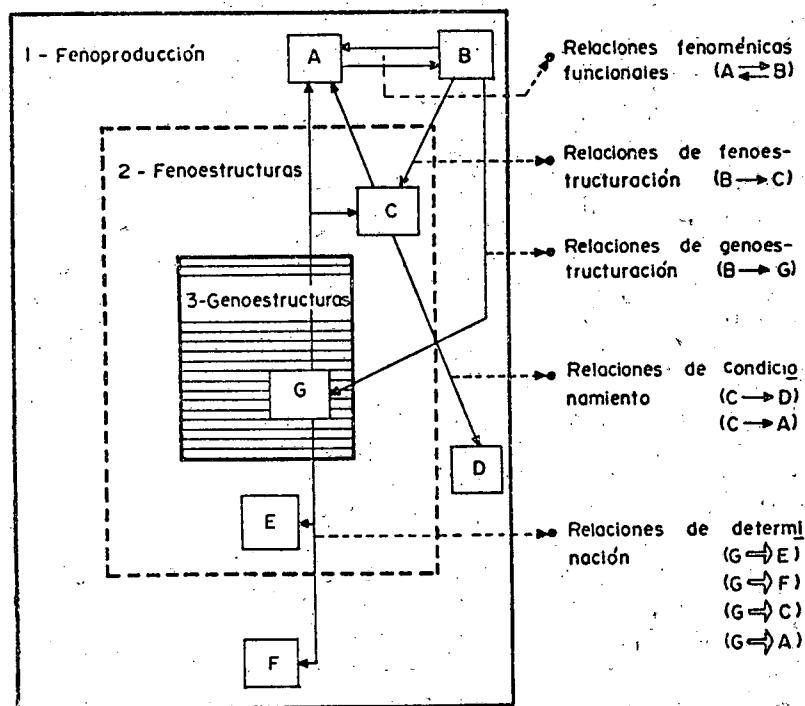 1 - Fenoproducción
A
B
2 - Fenoestructuras
C
3-Genoestructuras
G
D
E
F
Relaciones fenoménicas
funcionales (A ⇄ B)
Relaciones de fenoes-
tructuración (B → C)
Relaciones de genoes-
tructuración (B → G)
Relaciones de condicio
namiento (C → D)
(C → A)
Relaciones de determi
nación (G ⇒ E)
(G ⇒ F)
(G ⇒ C)
(G ⇒ A)